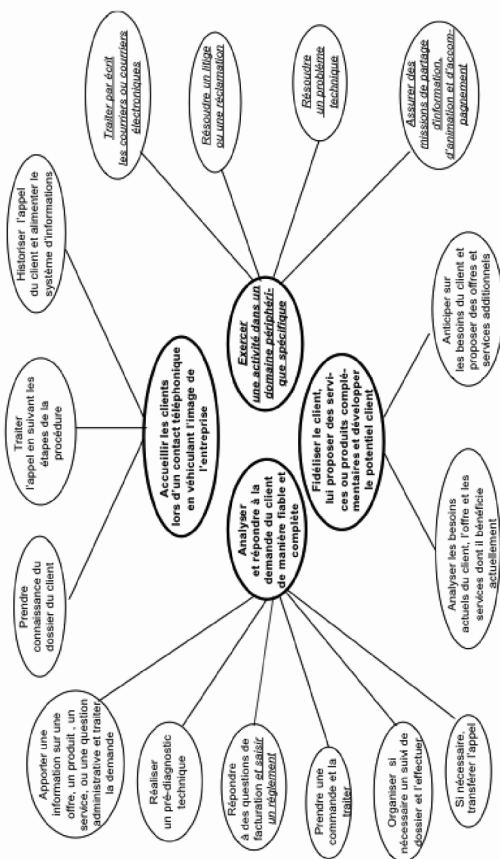 Prendre
connaissance du
dossier du client
Traiter
l'appel en suivant les
étapes de la
procédure
Historiser l'appel
du client et alimenter le
système d'informations
Accueillir les clients
lors d'un contact téléphonique
en véhiculant l'image de
l'entreprise
Traiter par écrit
les courriers ou courriers
électroniques
Résoudre un litige
ou une réclamation
Résoudre
un problème
technique
Assurer des
missions de partage
d'information,
d'animation et d'accom-
pagnement
Exercer
une activité dans un
domaine périphéri-
que spécifique
Apporter une
information sur une
offre, un produit , un
service, ou une question
administrative et traiter
la demande
Réaliser
un pré-diagnostic
technique
Répondre
à des questions de
facturation et saisir
un règlement
Prendre une
commande et la
traiter
Organiser si
nécessaire un suivi de
dossier et l'effectuer
Si nécessaire,
transférer l'appel
Analyser
et répondre à la
demande du client
de manière fiable et
complète
Fidéliser le client,
lui proposer des servi-
ces ou produits complé-
mentaires et développer
le potentiel client
Analyser les besoins
actuels du client, l'offre et les
services dont il bénéficie
actuellement
Anticiper sur
les besoins du client et
proposer des offres et
services additionnels